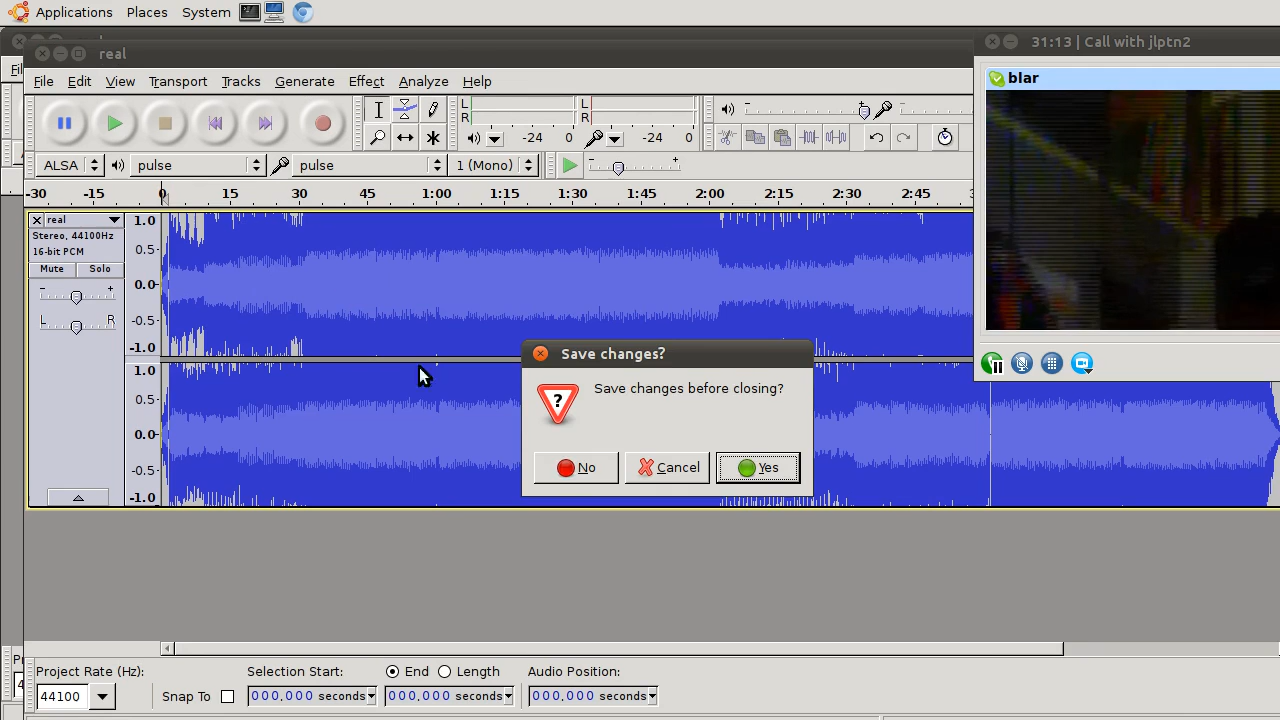 Applications Places System
real
31:13 | Call with jlptn2
File Edit View Transport Tracks Generate Effect Analyze Help
blar
L
R
-24 0
L
R
-24 0
ALSA pulse pulse 1 (Mono)
-30 -15 0 15 30 45 1:00 1:15 1:30 1:45 2:00 2:15 2:30 2:45
real
Stereo, 44100Hz
16-bit PCM
Mute Solo
- +
L R
1.0
0.5-
0.0-
-0.5-
-1.0
1.0
0.5-
0.0-
-0.5-
-1.0
Save changes?
Save changes before closing?
No Cancel Yes
Project Rate (Hz): Selection Start: End Length Audio Position:
44100 Snap To 000,000 seconds 000,000 seconds 000,000 seconds